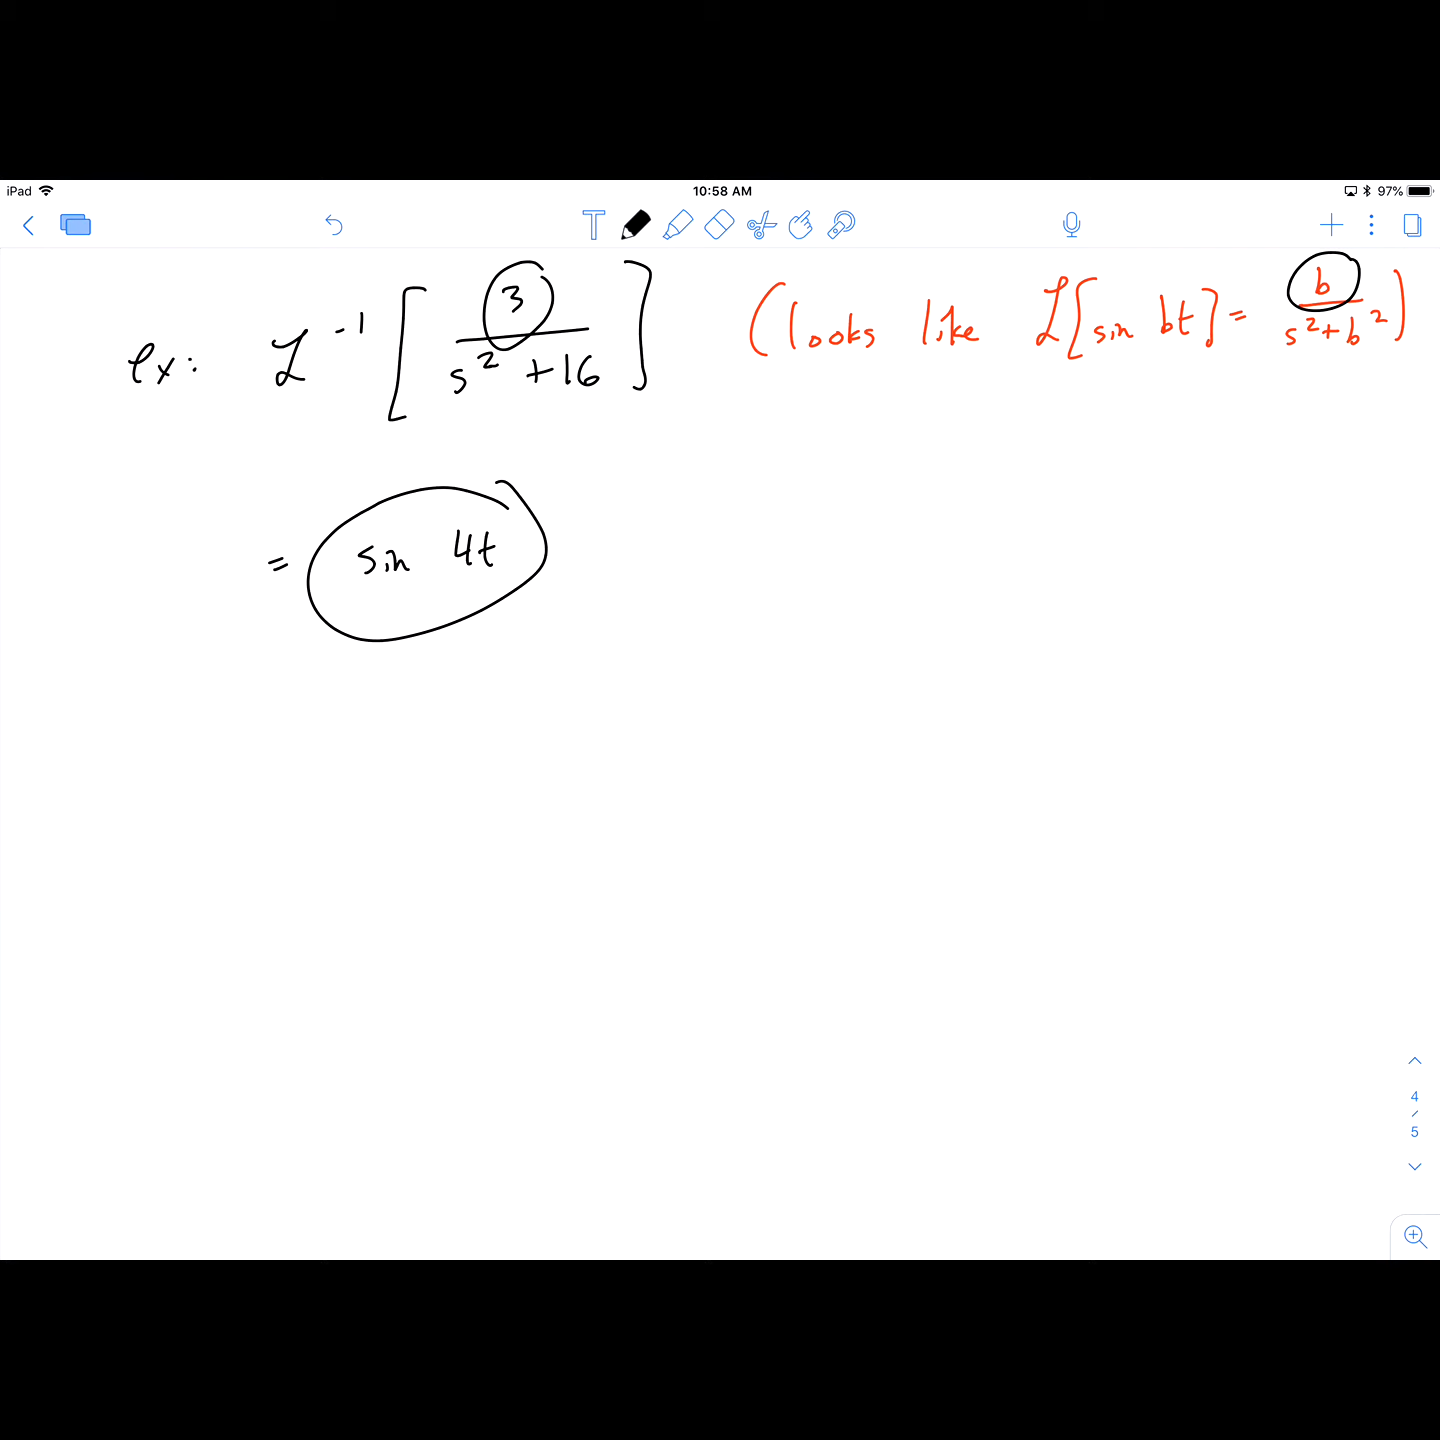 iPad 10:58 AM 97%
T
ex: ℒ⁻¹ [ 3 / (s² + 16) ] (looks like ℒ[sin bt] = b / (s² + b²))
= sin 4t
4
/
5